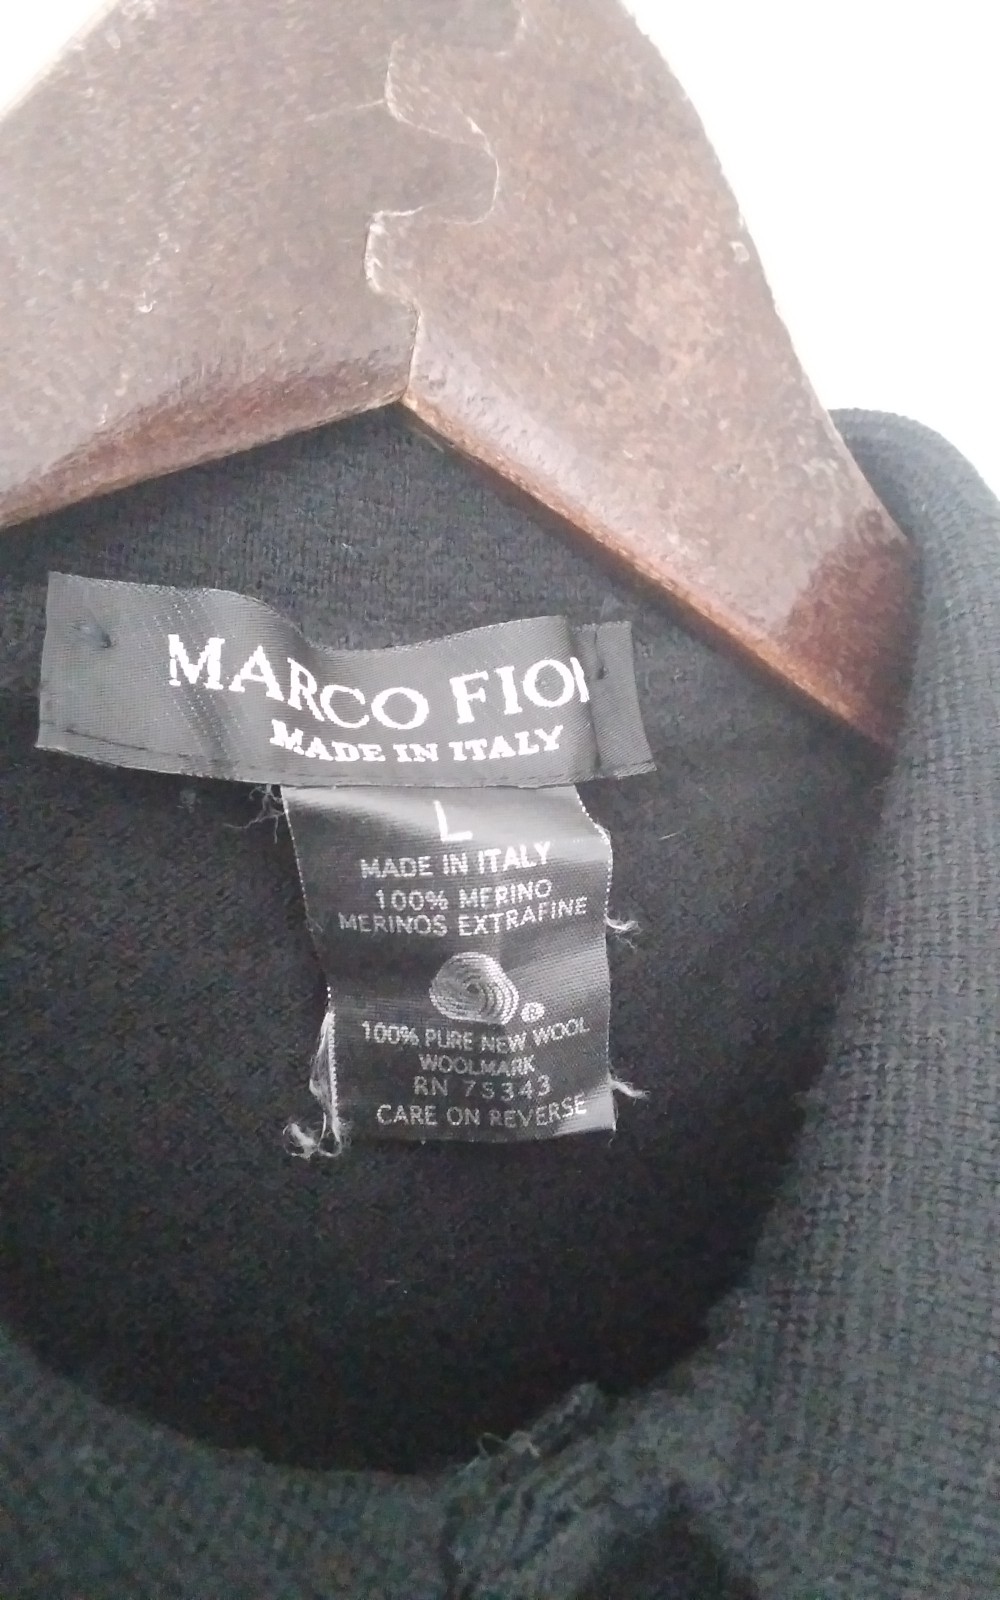 MARCO FIOI
MADE IN ITALY
L
MADE IN ITALY
100% MERINO
MERINOS EXTRAFINE
100% PURE NEW WOOL
WOOLMARK
RN 75343
CARE ON REVERSE